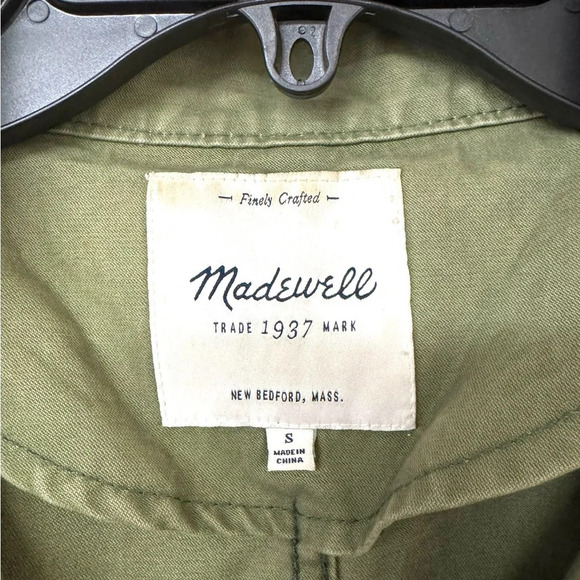 Finely Crafted
Madewell
TRADE 1937 MARK
NEW BEDFORD, MASS.
S
MADE IN
CHINA